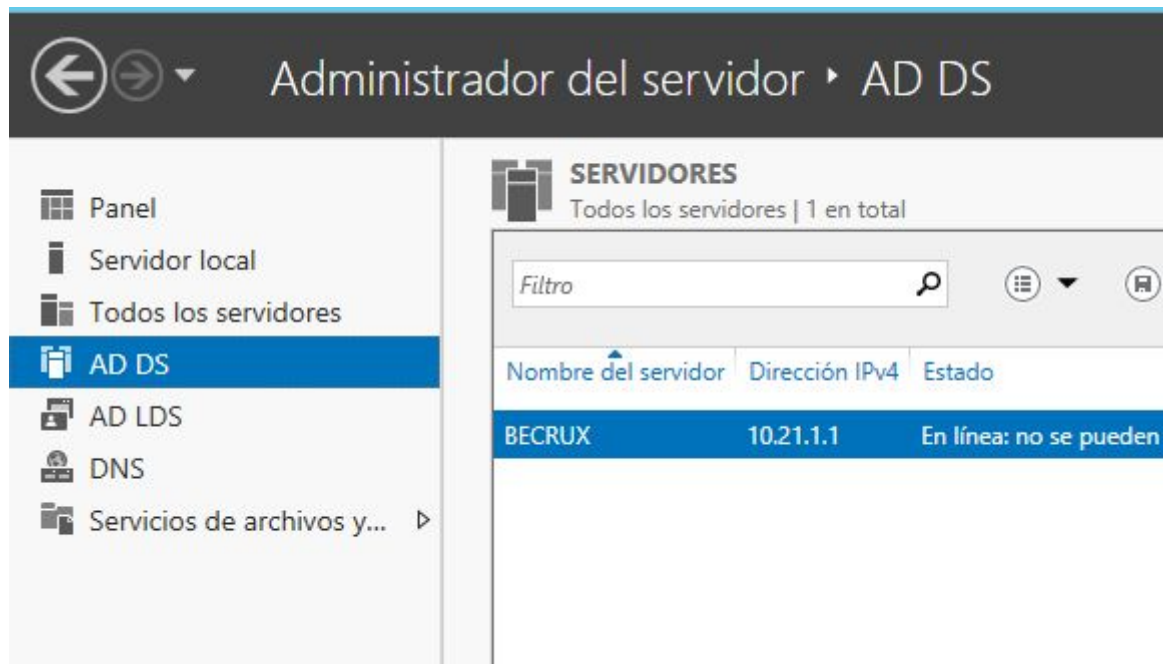 Administrador del servidor ‣ AD DS
Panel
Servidor local
Todos los servidores
AD DS
AD LDS
DNS
Servicios de archivos y...
SERVIDORES
Todos los servidores | 1 en total
Filtro
Nombre del servidor Dirección IPv4 Estado
BECRUX 10.21.1.1 En línea: no se pueden